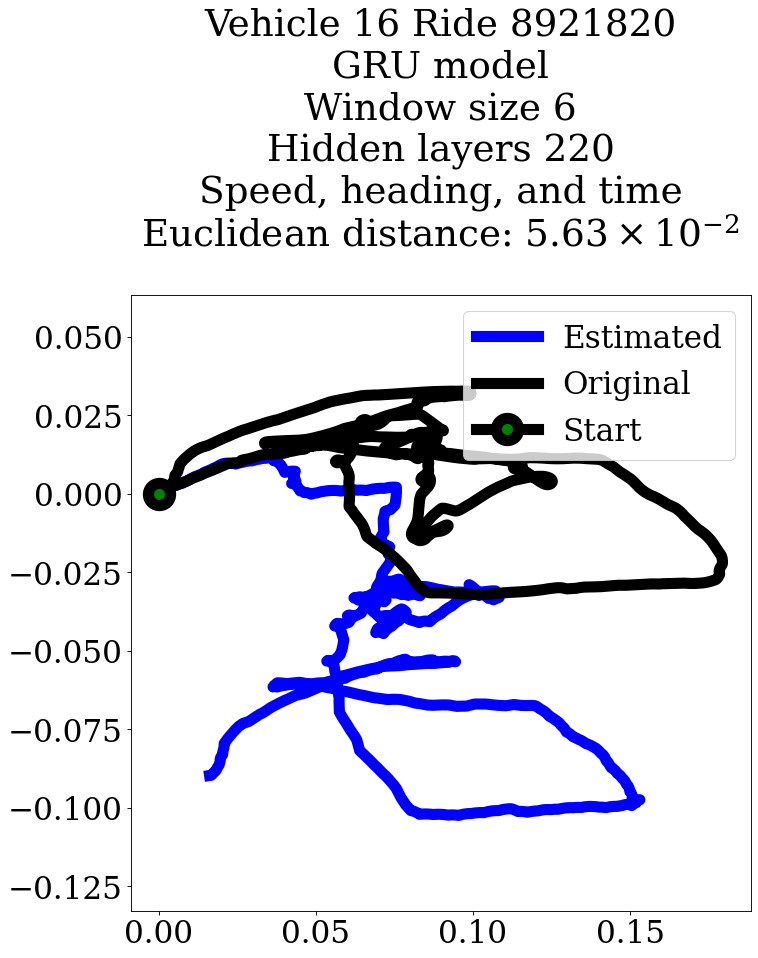 Vehicle 16 Ride 8921820
GRU model
Window size 6
Hidden layers 220
Speed, heading, and time
Euclidean distance: 5.63 × 10⁻²
Estimated
Original
Start
0.050
0.025
0.000
−0.025
−0.050
−0.075
−0.100
−0.125
0.00 0.05 0.10 0.15